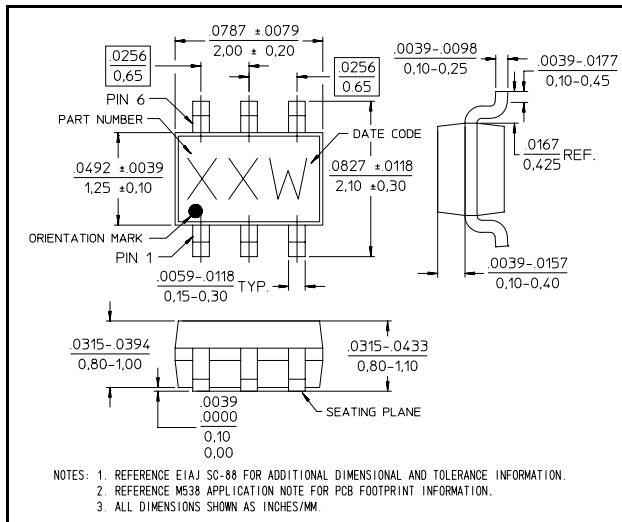 .0787 ±.0079
2,00 ± 0,20
.0256
0,65
.0256
0,65
.0039-.0098
0,10-0,25
.0039-.0177
0,10-0,45
PIN 6
PART NUMBER
DATE CODE
.0492 ±.0039
1,25 ±0,10
XXW
.0827 ±.0118
2,10 ±0,30
.0167
0,425 REF.
ORIENTATION MARK
PIN 1
.0059-.0118
0,15-0,30 TYP.
.0039-.0157
0,10-0,40
.0315-.0394
0,80-1,00
.0315-.0433
0,80-1,10
.0039
.0000
0,10
0,00
SEATING PLANE
NOTES: 1. REFERENCE EIAJ SC-88 FOR ADDITIONAL DIMENSIONAL AND TOLERANCE INFORMATION.
2. REFERENCE M538 APPLICATION NOTE FOR PCB FOOTPRINT INFORMATION.
3. ALL DIMENSIONS SHOWN AS INCHES/MM.